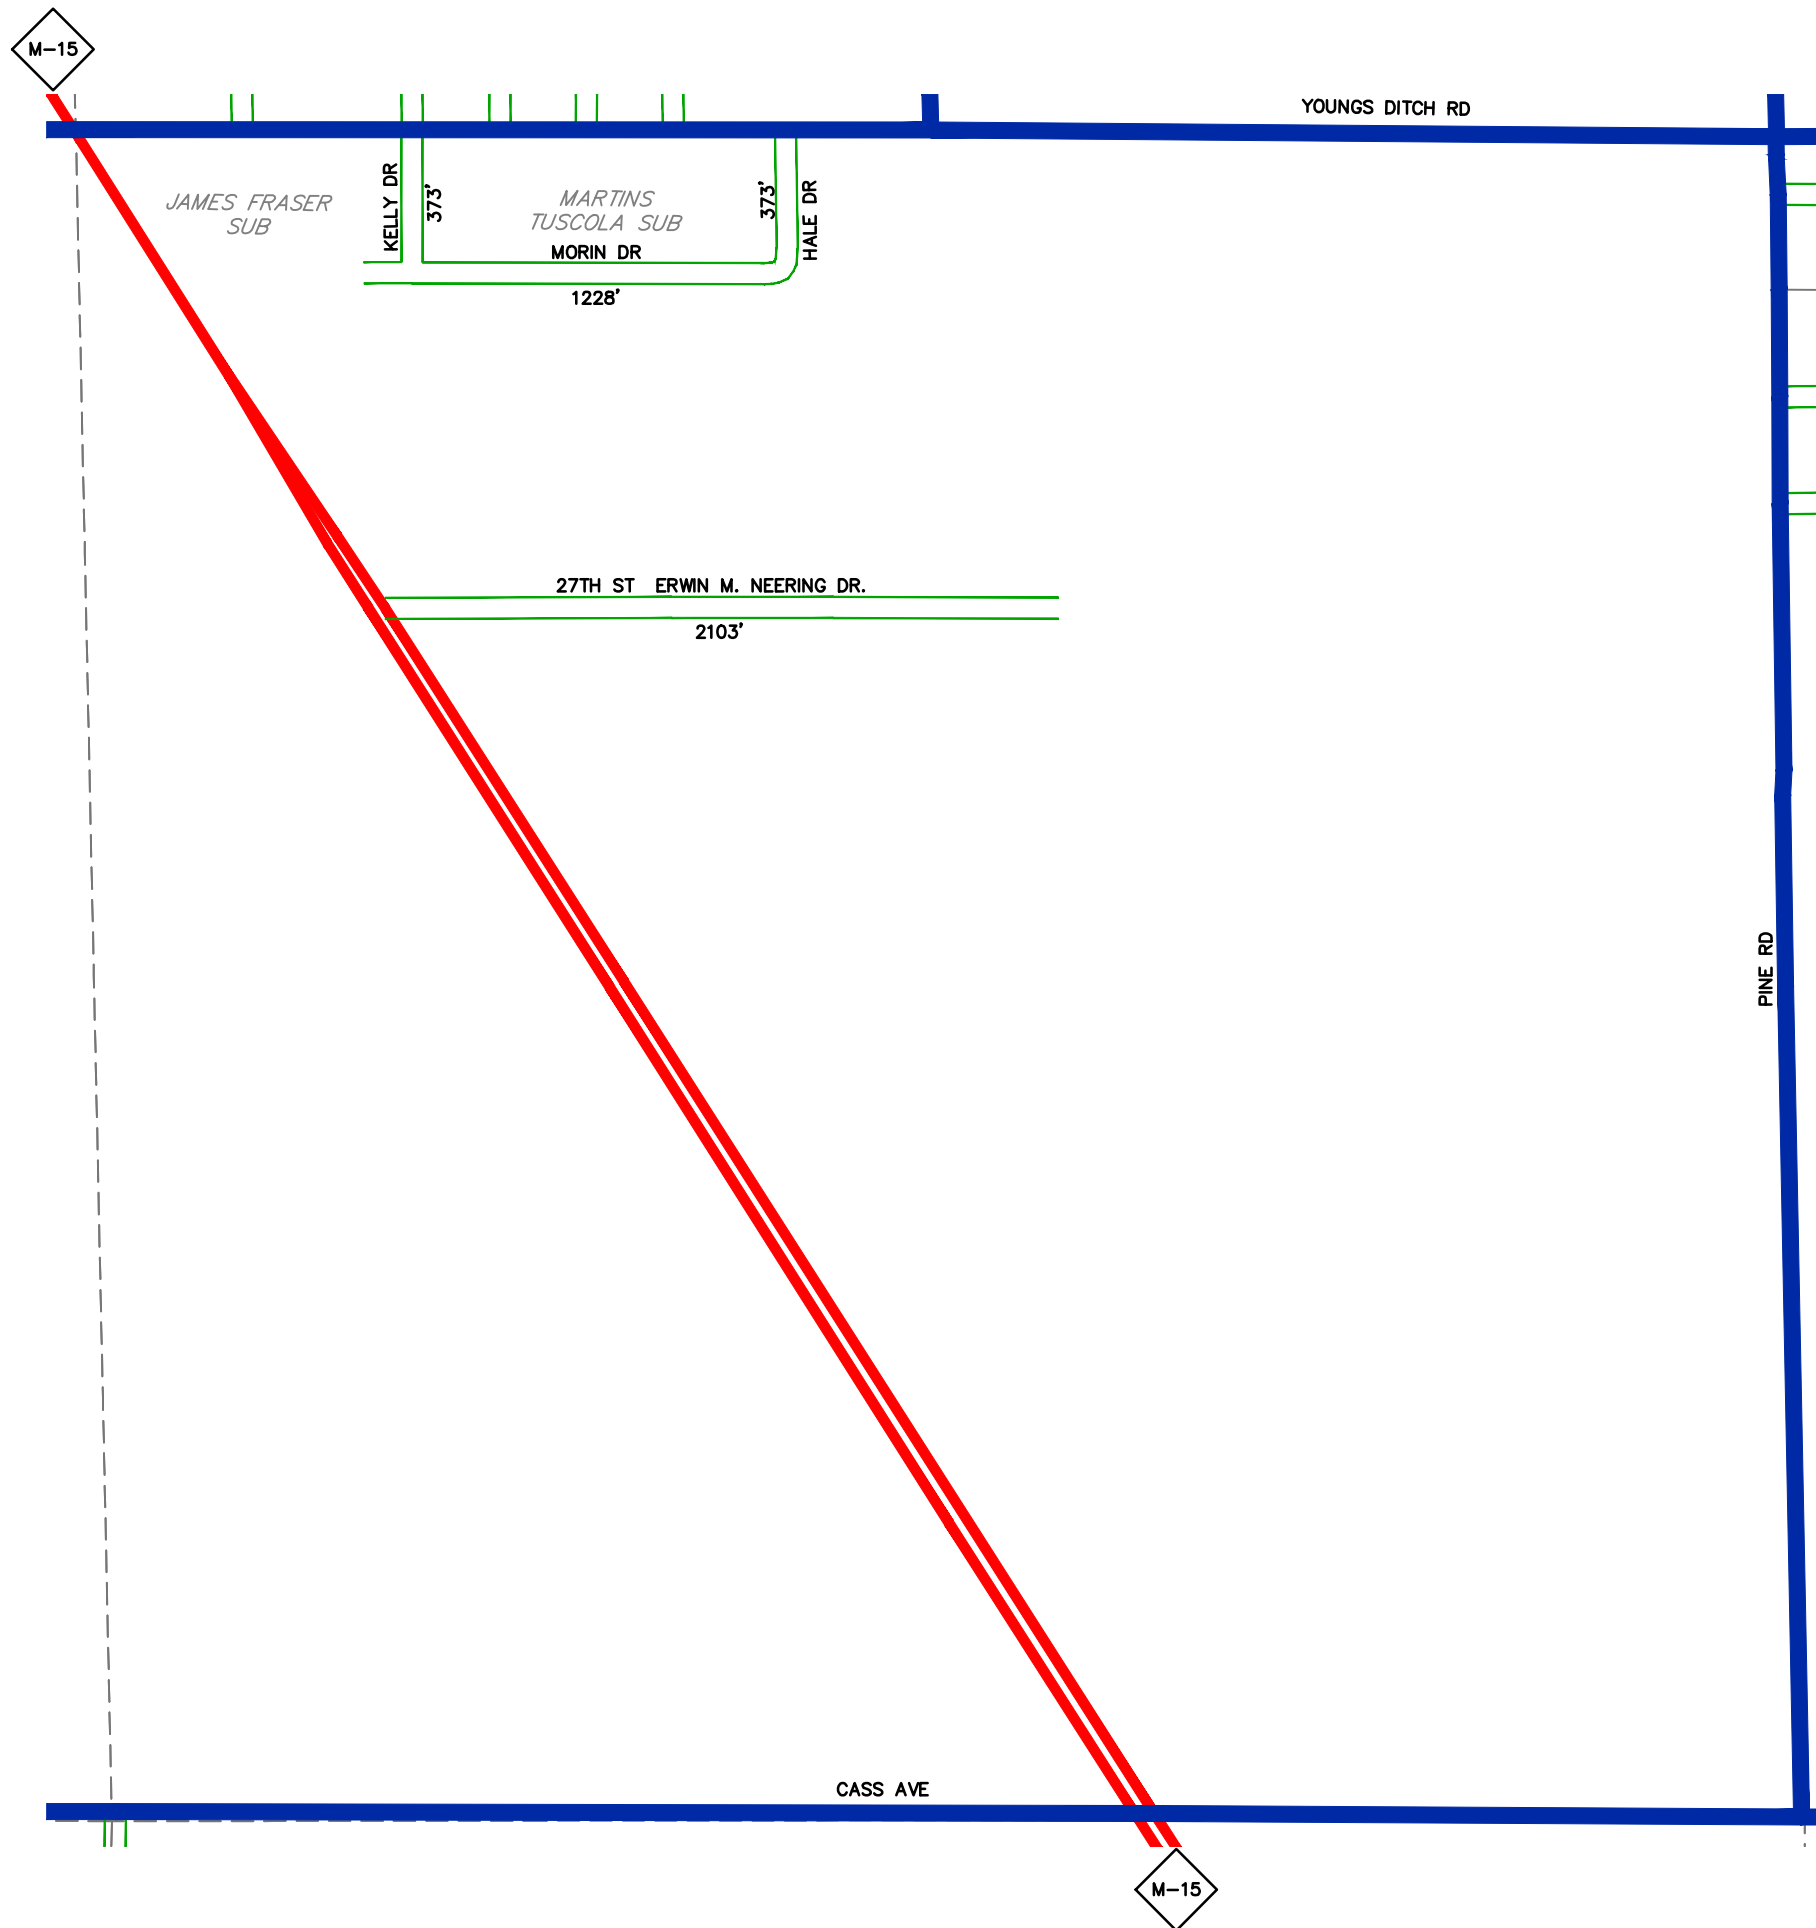 M-15
YOUNGS DITCH RD
JAMES FRASER
SUB
KELLY DR
373'
MARTINS
TUSCOLA SUB
373'
HALE DR
MORIN DR
1228'
27TH ST  ERWIN M. NEERING DR.
2103'
PINE RD
CASS AVE
M-15